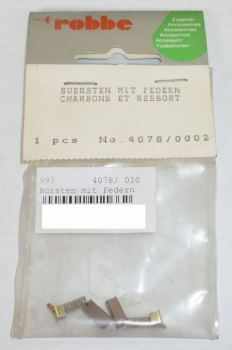 robbe
Zubehör
Accessories
Accessoires
Accesorios
Accessori
Toebehoren
BUERSTEN MIT FEDERN
CHARBONS ET RESSORT
1 pcs No.4078/0002
997 4078/ 010
Bürsten mit Federn